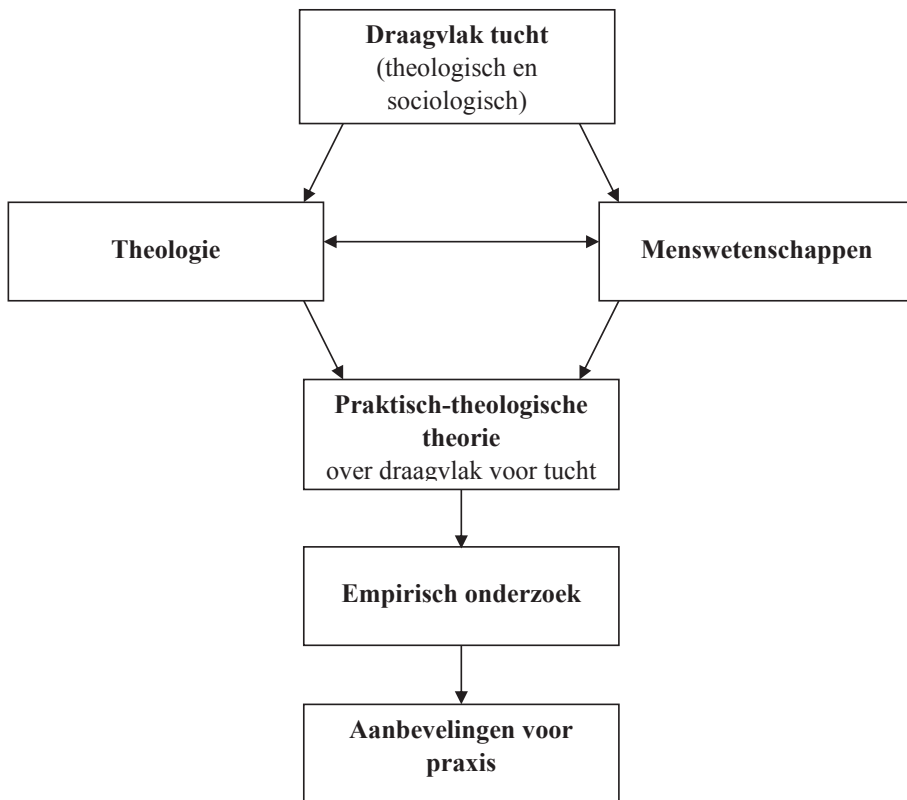 Draagvlak tucht
(theologisch en
sociologisch)
Theologie
Menswetenschappen
Praktisch-theologische
theorie
over draagvlak voor tucht
Empirisch onderzoek
Aanbevelingen voor
praxis